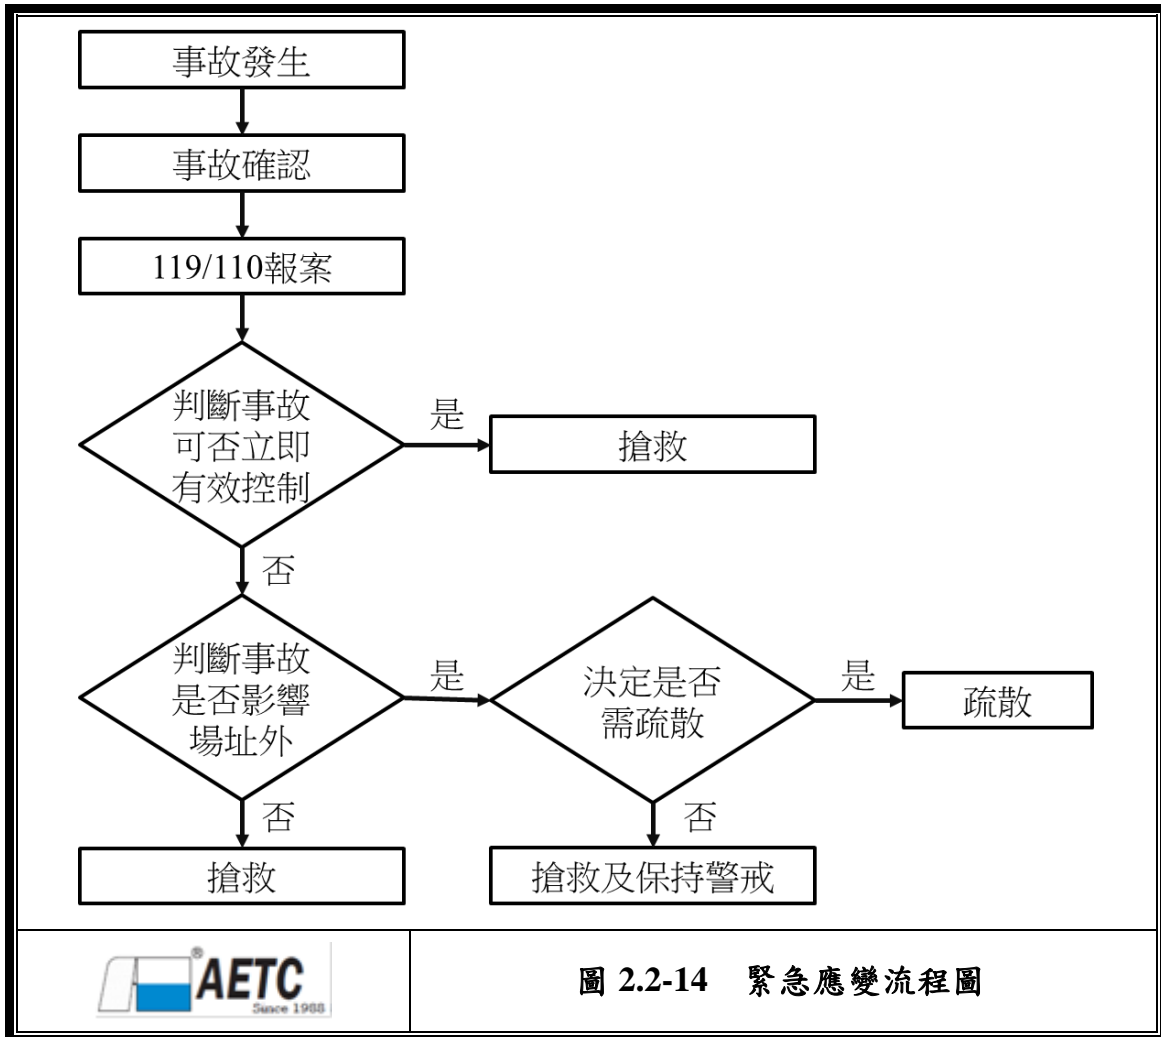 事故發生
事故確認
119/110報案
判斷事故
可否立即
有效控制
是
搶救
否
判斷事故
是否影響
場址外
是
決定是否
需疏散
是
疏散
否
搶救
否
搶救及保持警戒
®
AETC
Since 1988
圖 2.2-14 緊急應變流程圖